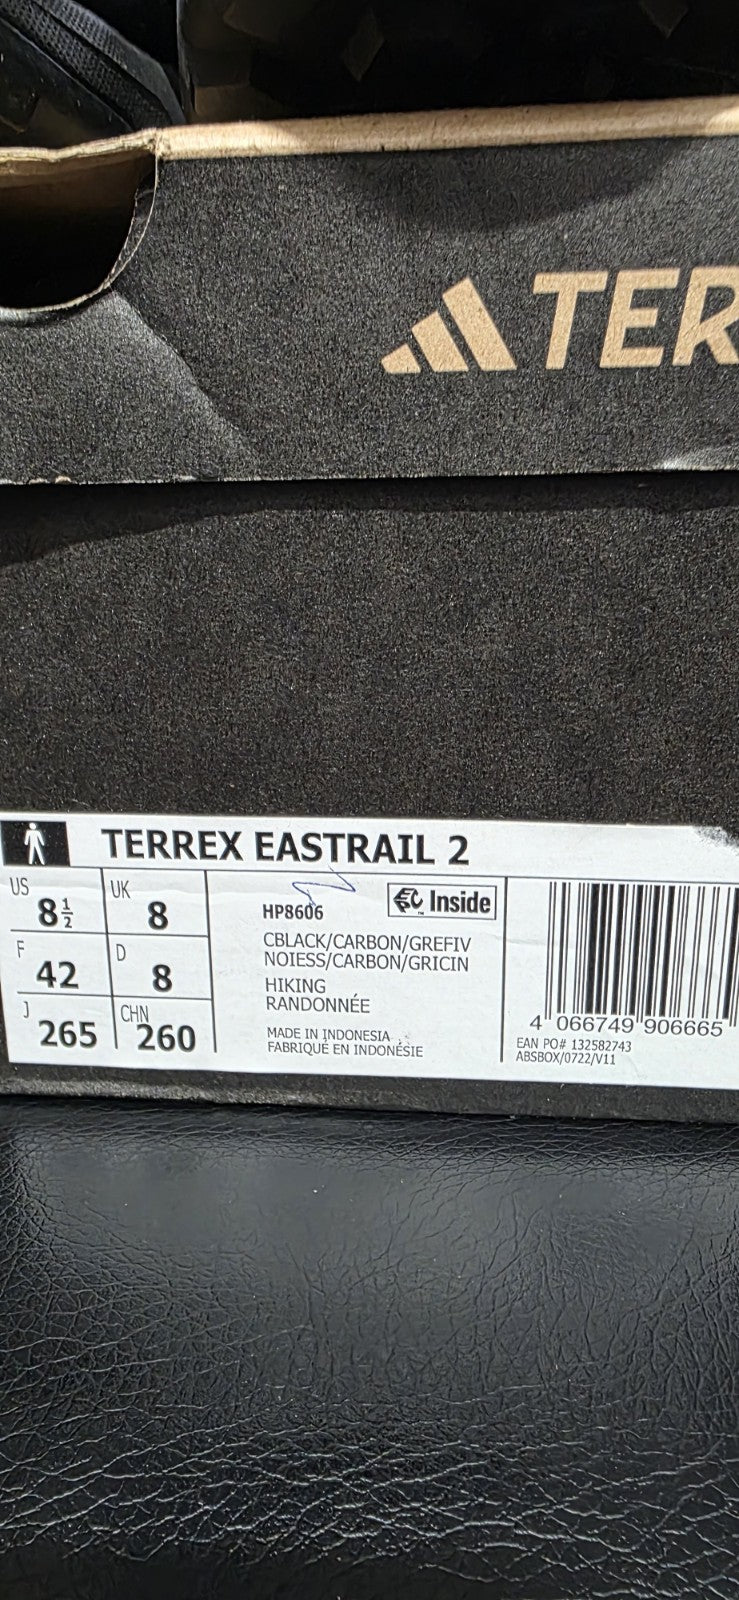 TERR
TERREX EASTRAIL 2
US 8½ UK 8
F 42 D 8
J 265 CHN 260
HP8606
Inside
CBLACK/CARBON/GREFIV
NOIESS/CARBON/GRICIN
HIKING
RANDONNÉE
MADE IN INDONESIA
FABRIQUÉ EN INDONÉSIE
4 066749 906665
EAN PO# 132582743
ABSBOX/0722/V11